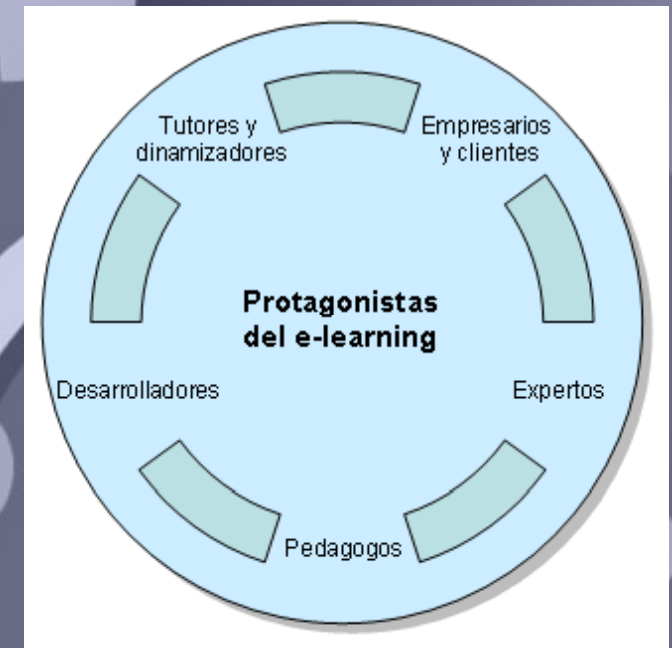 Tutores y
dinamizadores
Empresarios
y clientes
Protagonistas
del e-learning
Desarrolladores
Expertos
Pedagogos